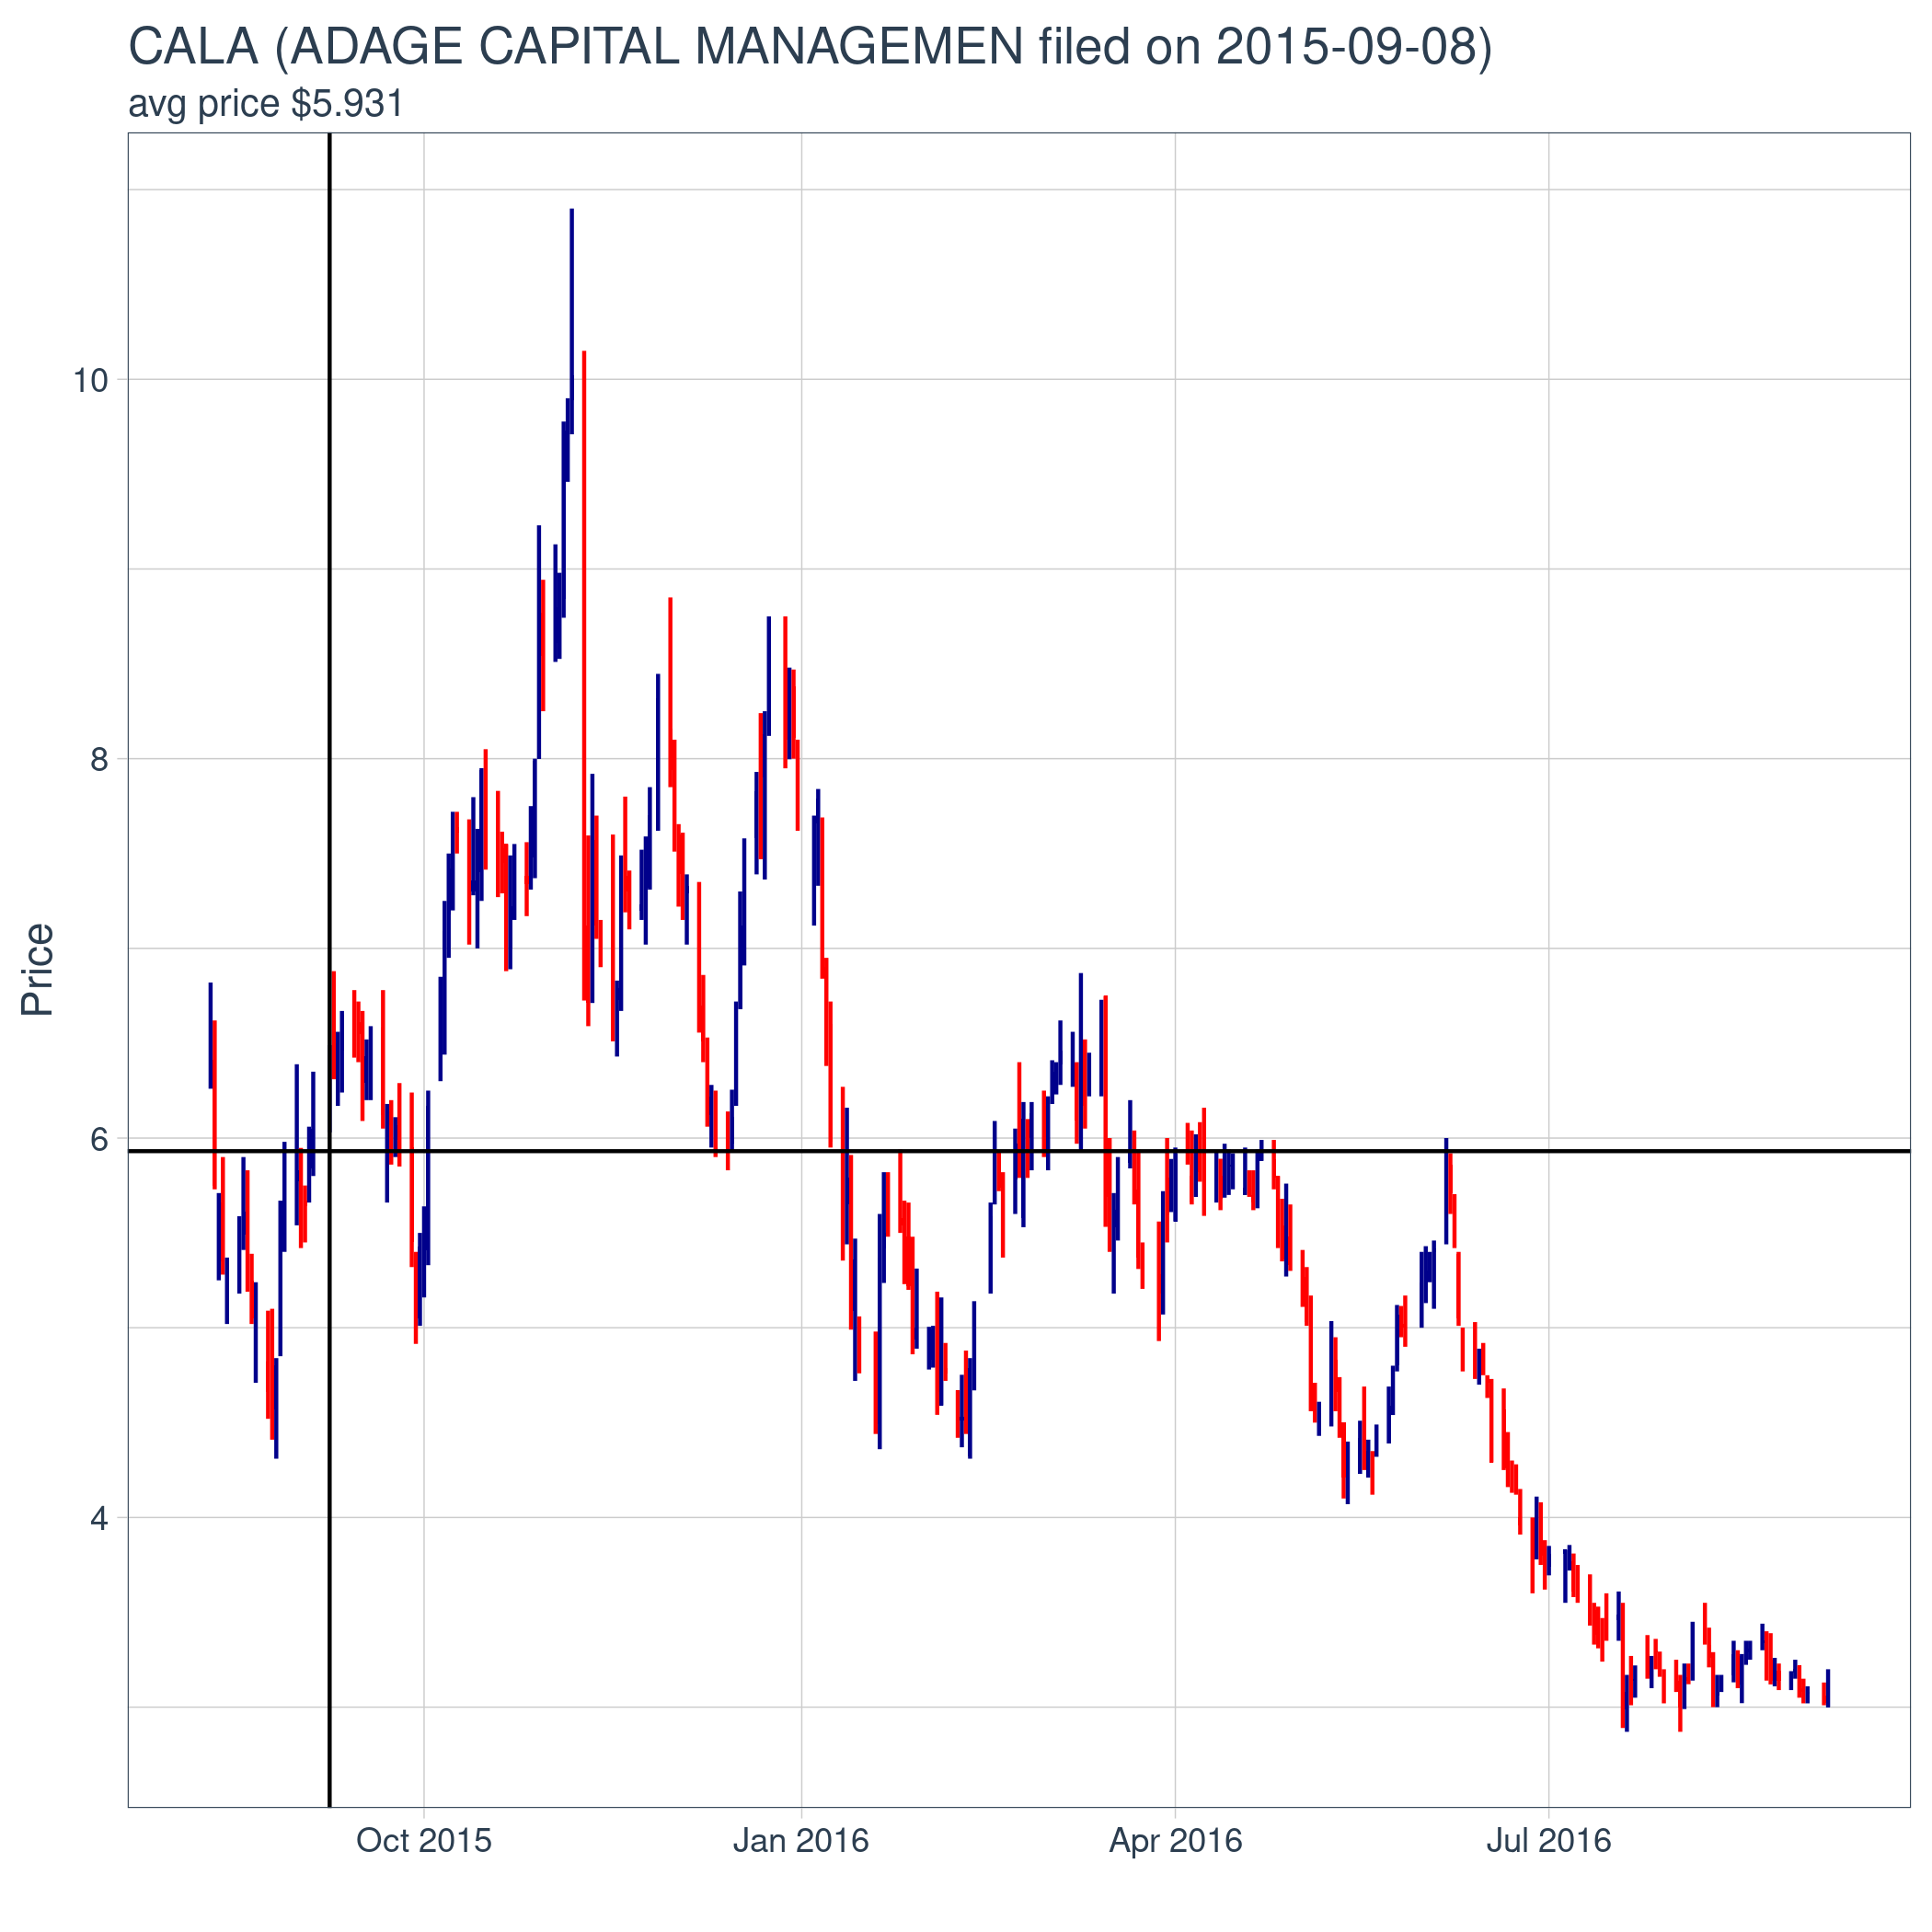 CALA (ADAGE CAPITAL MANAGEMEN filed on 2015-09-08)
avg price $5.931
10
8
6
4
Price
Oct 2015
Jan 2016
Apr 2016
Jul 2016